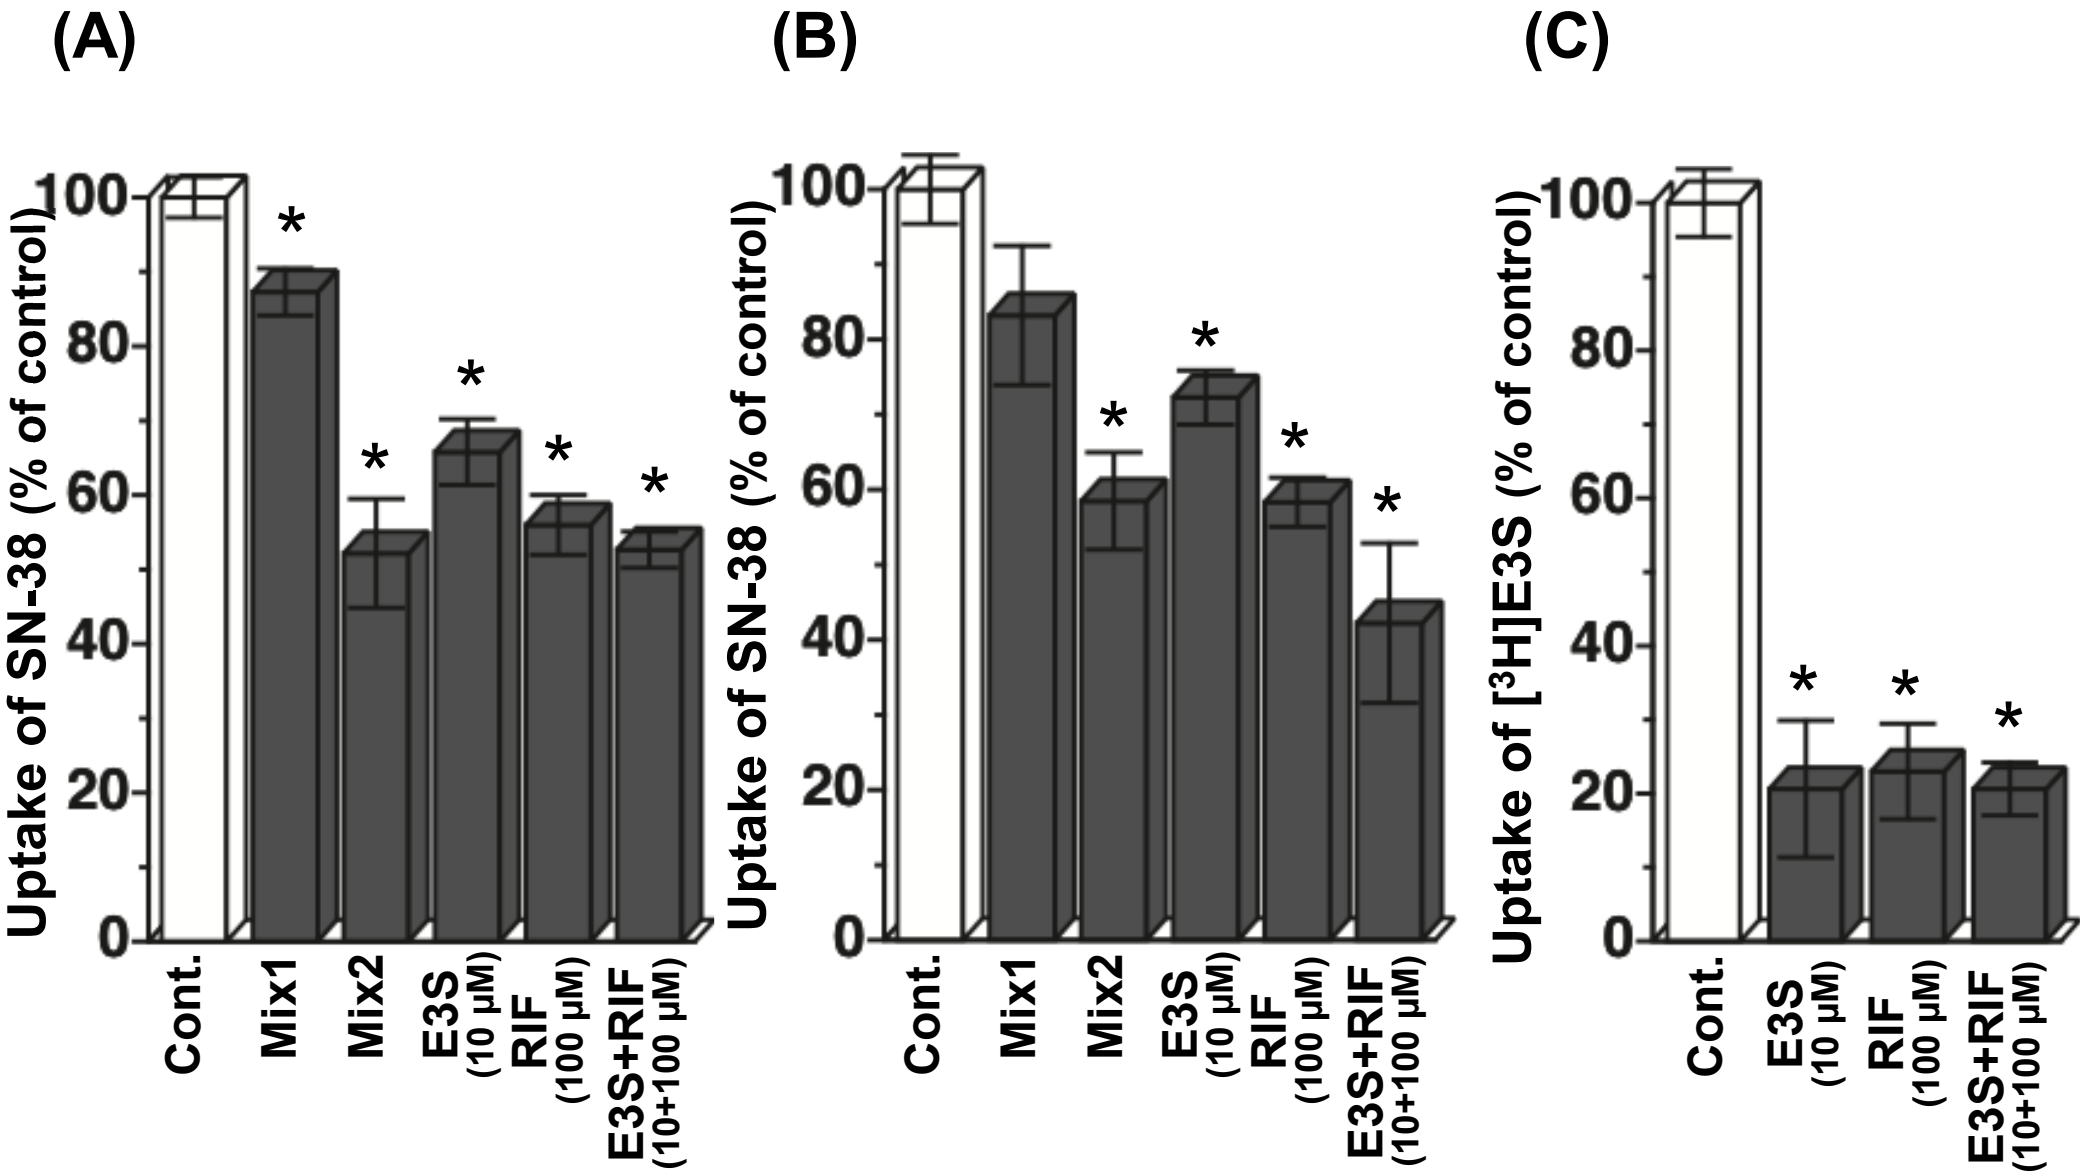 (A)
Uptake of SN-38 (% of control)
100
80
60
40
20
0
*
*
*
*
*
Cont.
Mix1
Mix2
E3S
(10 µM)
RIF
(100 µM)
E3S+RIF
(10+100 µM)
(B)
Uptake of SN-38 (% of control)
100
80
60
40
20
0
*
*
*
*
Cont.
Mix1
Mix2
E3S
(10 µM)
RIF
(100 µM)
E3S+RIF
(10+100 µM)
(C)
Uptake of [³H]E3S (% of control)
100
80
60
40
20
0
*
*
*
Cont.
E3S
(10 µM)
RIF
(100 µM)
E3S+RIF
(10+100 µM)